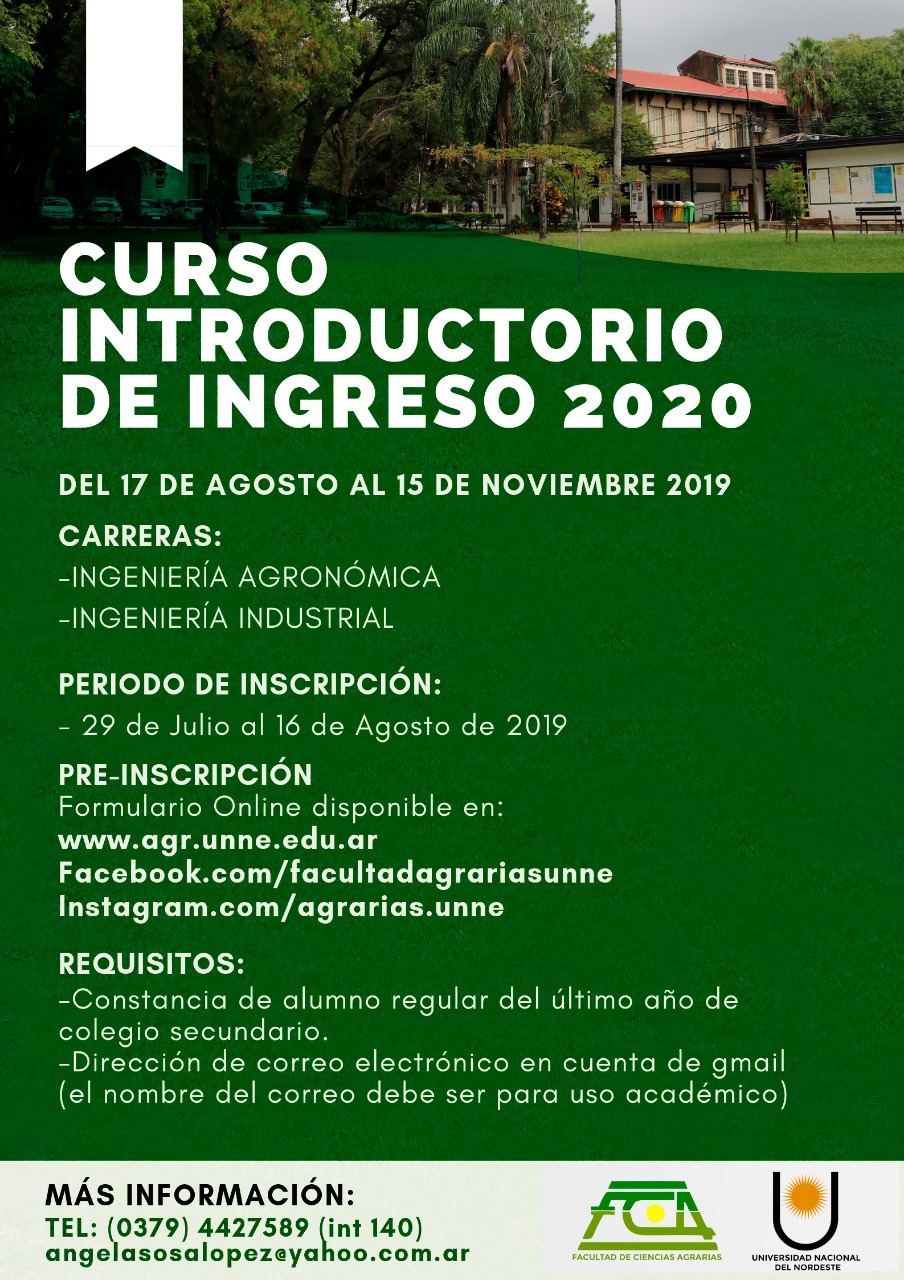 CURSO
INTRODUCTORIO
DE INGRESO 2020
DEL 17 DE AGOSTO AL 15 DE NOVIEMBRE 2019
CARRERAS:
-INGENIERÍA AGRONÓMICA
-INGENIERÍA INDUSTRIAL
PERIODO DE INSCRIPCIÓN:
- 29 de Julio al 16 de Agosto de 2019
PRE-INSCRIPCIÓN
Formulario Online disponible en:
www.agr.unne.edu.ar
Facebook.com/facultadagrariasunne
Instagram.com/agrarias.unne
REQUISITOS:
-Constancia de alumno regular del último año de
colegio secundario.
-Dirección de correo electrónico en cuenta de gmail
(el nombre del correo debe ser para uso académico)
MÁS INFORMACIÓN:
TEL: (0379) 4427589 (int 140)
angelasosalopez@yahoo.com.ar
FCA
FACULTAD DE CIENCIAS AGRARIAS
UNIVERSIDAD NACIONAL
DEL NORDESTE